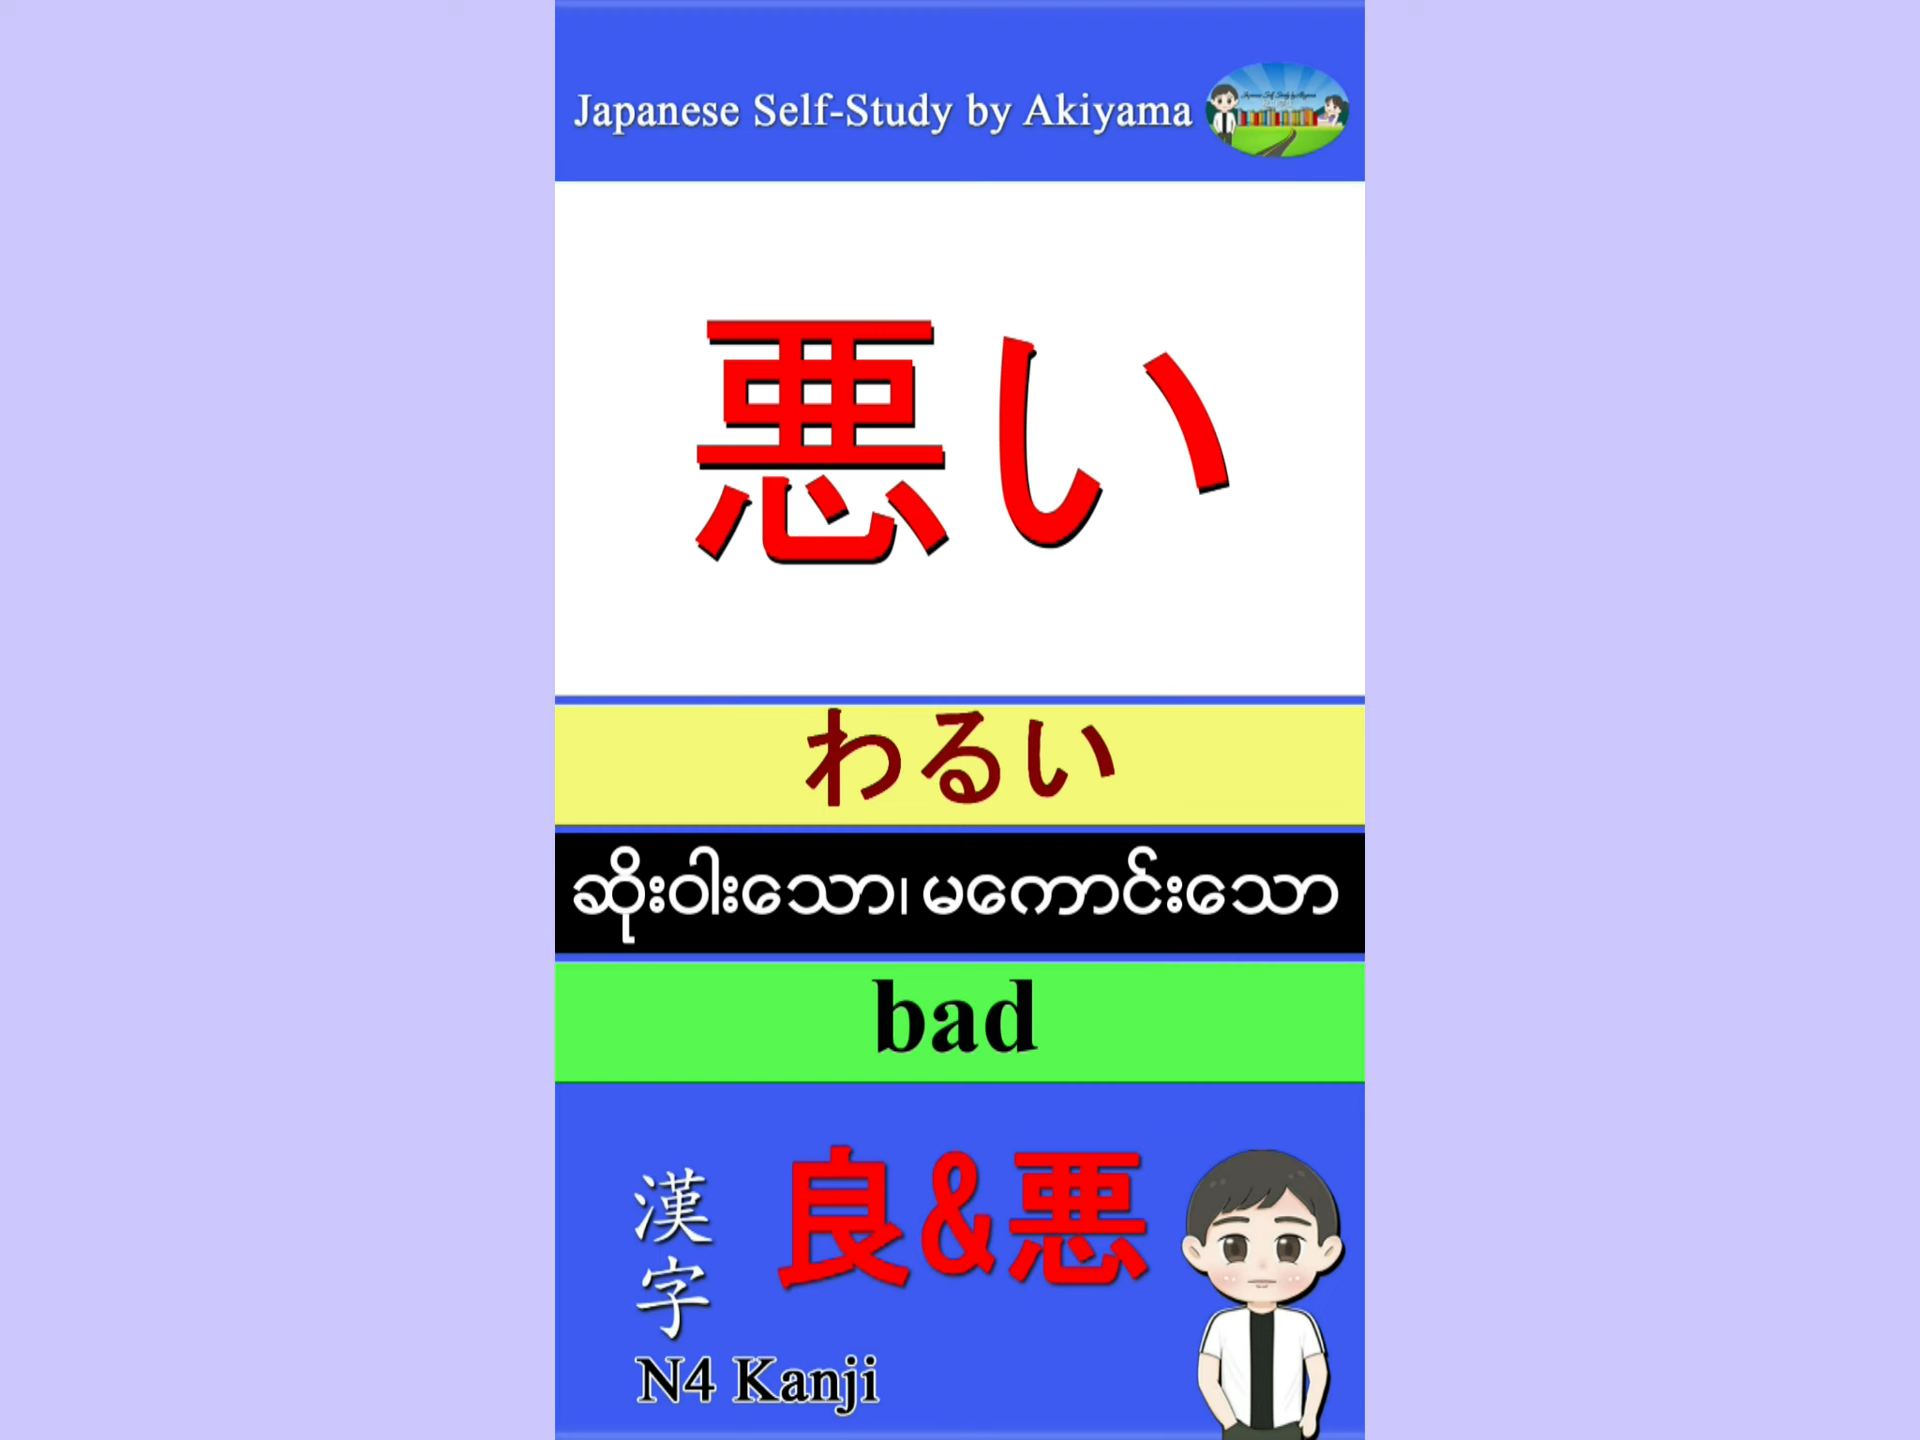 Japanese Self-Study by Akiyama
悪い
わるい
ဆိုးဝါးသော၊ မကောင်းသော
bad
良&悪
漢字
N4 Kanji